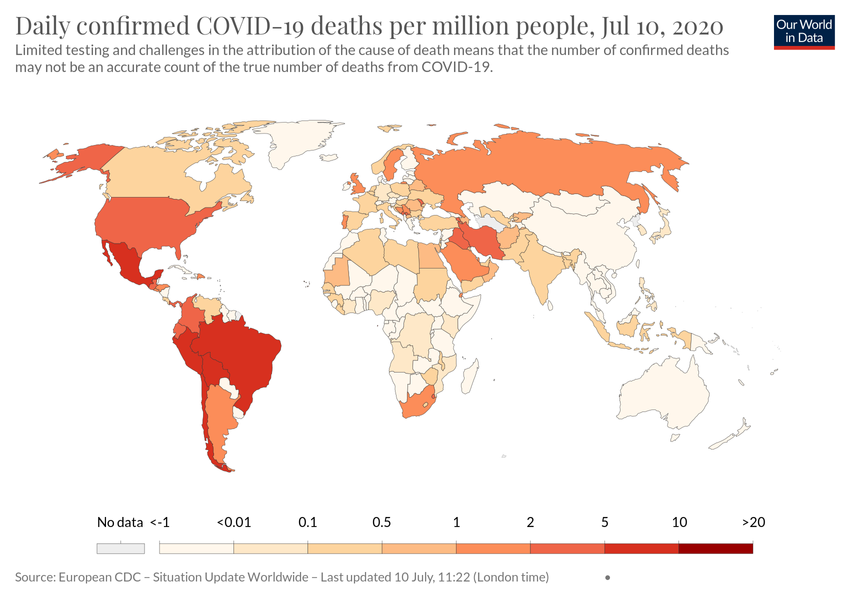 Daily confirmed COVID-19 deaths per million people, Jul 10, 2020
Our World
in Data
Limited testing and challenges in the attribution of the cause of death means that the number of confirmed deaths
may not be an accurate count of the true number of deaths from COVID-19.
No data <-1 <0.01 0.1 0.5 1 2 5 10 >20
Source: European CDC – Situation Update Worldwide – Last updated 10 July, 11:22 (London time) •